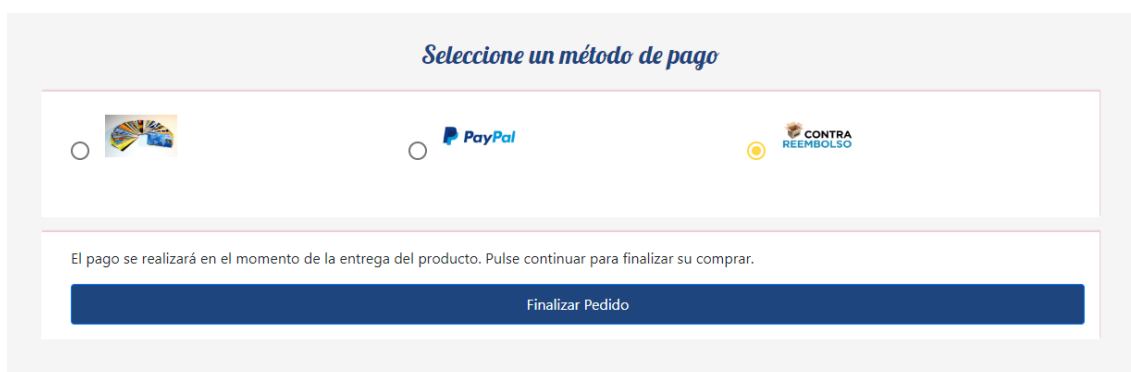 Seleccione un método de pago
PayPal
CONTRA
REEMBOLSO
El pago se realizará en el momento de la entrega del producto. Pulse continuar para finalizar su comprar.
Finalizar Pedido